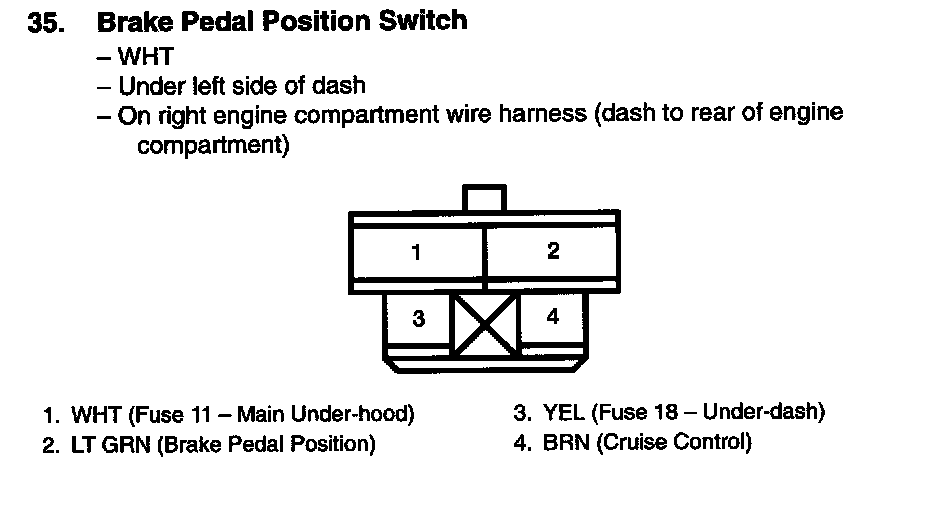 35. Brake Pedal Position Switch
– WHT
– Under left side of dash
– On right engine compartment wire harness (dash to rear of engine
compartment)
1 2
3 4
1. WHT (Fuse 11 – Main Under-hood)
2. LT GRN (Brake Pedal Position)
3. YEL (Fuse 18 – Under-dash)
4. BRN (Cruise Control)